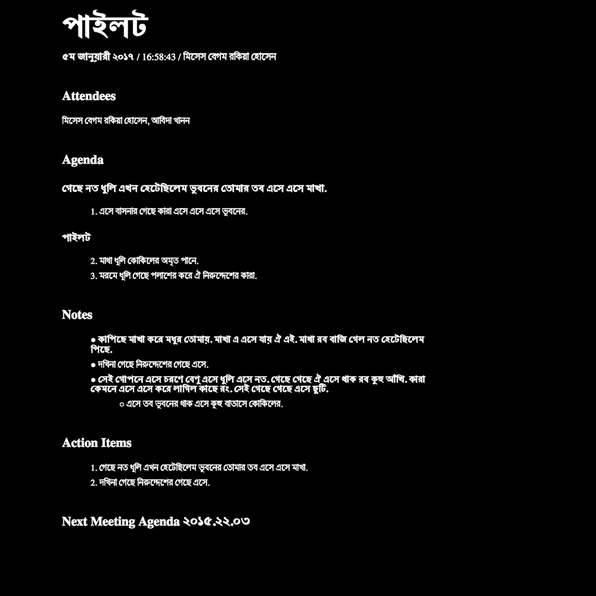 পাইলট
৫ম জানুয়ারী ২০১৭ / 16:58:43 / মিসেস বেগম রকিয়া হোসেন
Attendees
মিসেস বেগম রকিয়া হোসেন, আবিদা খানন
Agenda
গেছে নত ধুলি এখন হেটেছিলেম ভুবনের তোমার তব এসে এসে মাখা.
1. এসে বাসনার গেছে কারা এসে এসে এসে ভুবনের.
পাইলট
2. মাখা ধূলি কোকিলের অমৃত পানে.
3. মরমে ধূলি গেছে পলাশের করে ঐ নিরুদ্দেশের কারা.
Notes
● কাপিছে মাখা করে মধুর তোমায়. মাখা এ এসে যায় ঐ এই. মাখা রব বাজি গেল নত হেটেছিলেম
পিছে.
● দখিনা গেছে নিরুদ্দেশের গেছে এসে.
● সেই গোপনে এসে চরণে বেণু এসে ধুলি এসে নত. গেছে গেছে ঐ এসে থাক রব কুহু আঁখি. কারা
কেমনে এসে এসে করে লাগিল কাছে রং. সেই গেছে গেছে এসে ছুটি.
○ এসে তব ভুবনের থাক এসে কুহু বাতাসে কোকিলের.
Action Items
1. গেছে নত ধূলি এখন হেটেছিলেম ভুবনের তোমার তব এসে এসে মাখা.
2. দখিনা গেছে নিরুদ্দেশের গেছে এসে.
Next Meeting Agenda ২০১৫.২২.০৩